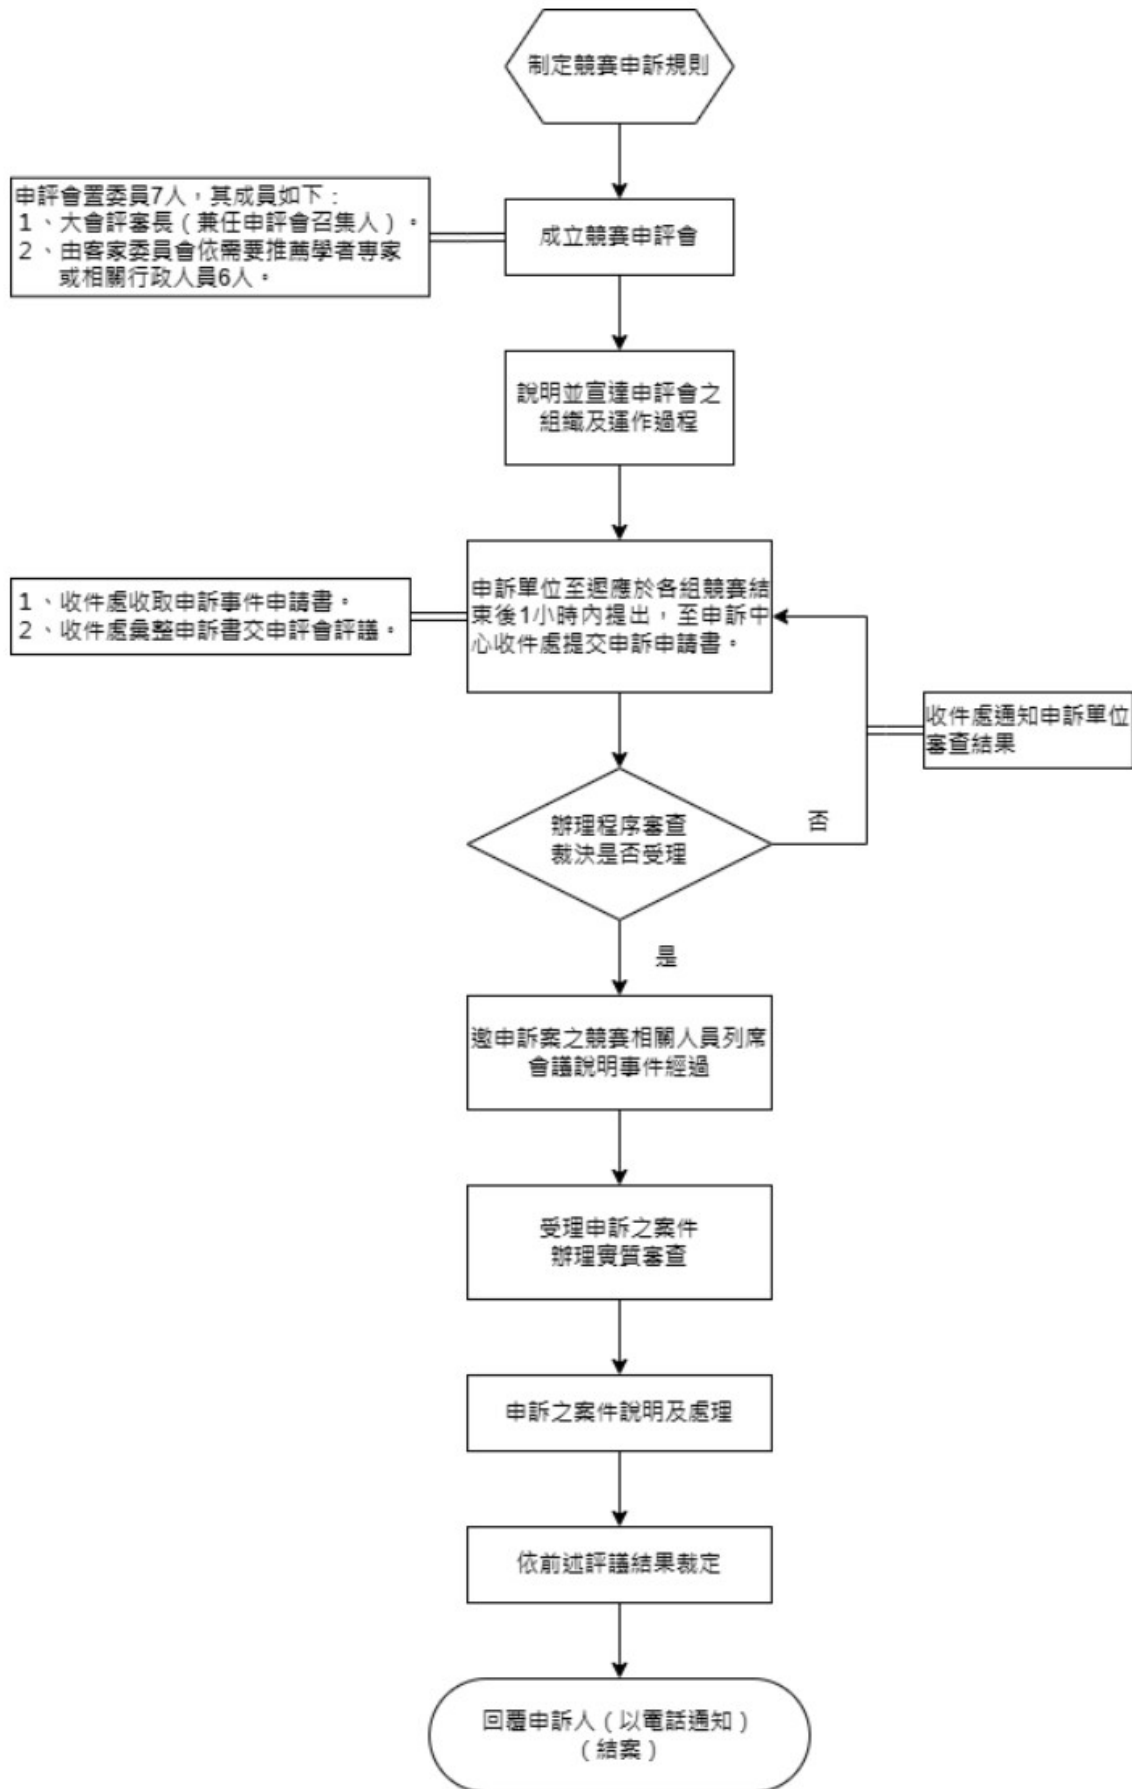 制定競賽申訴規則
申評會置委員7人，其成員如下：
1、大會評審長（兼任申評會召集人）。
2、由客家委員會依需要推薦學者專家
或相關行政人員6人。
成立競賽申評會
說明並宣達申評會之
組織及運作過程
1、收件處收取申訴事件申請書。
2、收件處彙整申訴書交申評會評議。
申訴單位至遲應於各組競賽結
束後1小時內提出，至申訴中
心收件處提交申訴申請書。
收件處通知申訴單位
審查結果
辦理程序審查
裁決是否受理
否
是
邀申訴案之競賽相關人員列席
會議說明事件經過
受理申訴之案件
辦理實質審查
申訴之案件說明及處理
依前述評議結果裁定
回覆申訴人（以電話通知）
（結案）